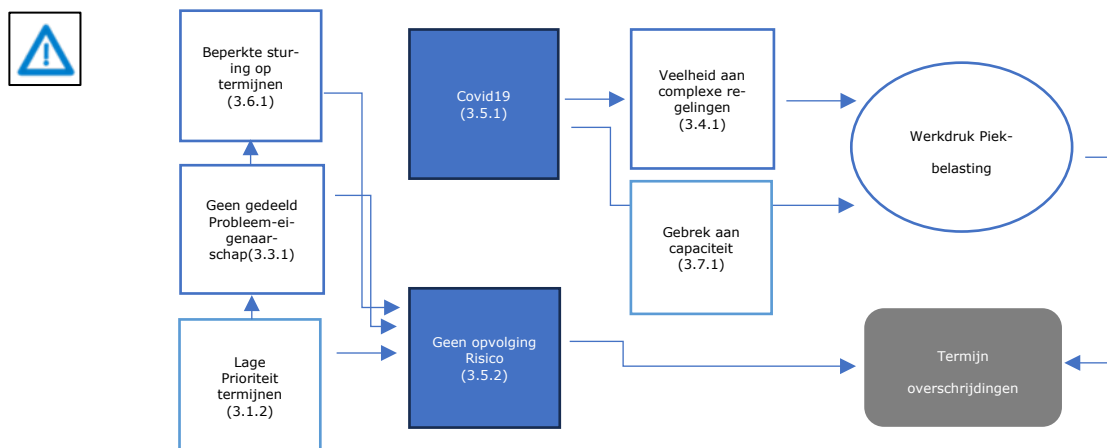 Beperkte stur-
ing op
termijnen
(3.6.1)
Geen gedeeld
Probleem-ei-
genaar-
schap(3.3.1)
Lage
Prioriteit
termijnen
(3.1.2)
Covid19
(3.5.1)
Geen opvolging
Risico
(3.5.2)
Veelheid aan
complexe re-
gelingen
(3.4.1)
Gebrek aan
capaciteit
(3.7.1)
Werkdruk Piek-
belasting
Termijn
overschrijdingen